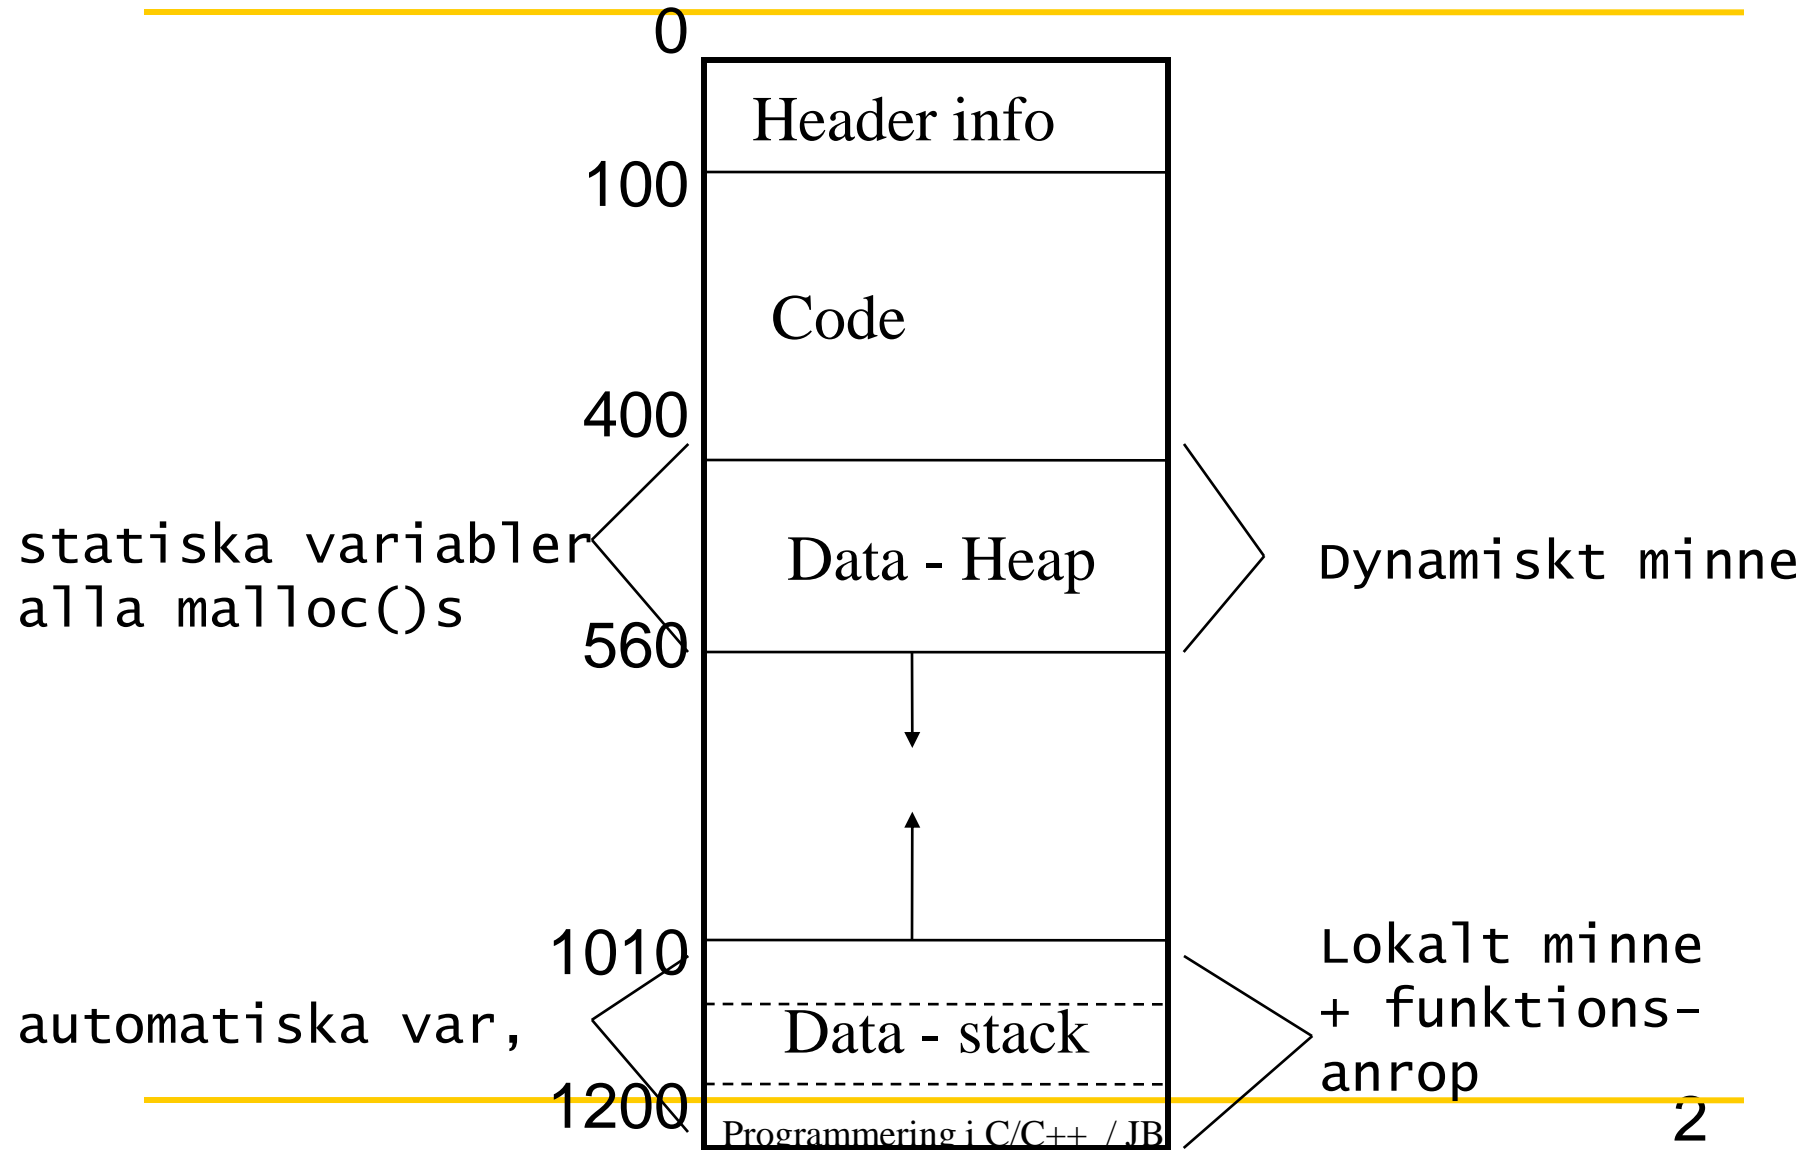 0
Header info
100
Code
400
statiska variabler
alla malloc()s
Data - Heap
Dynamiskt minne
560
1010
automatiska var,
Data - stack
Lokalt minne
+ funktions-
anrop
1200
Programmering i C/C++ / JB
2